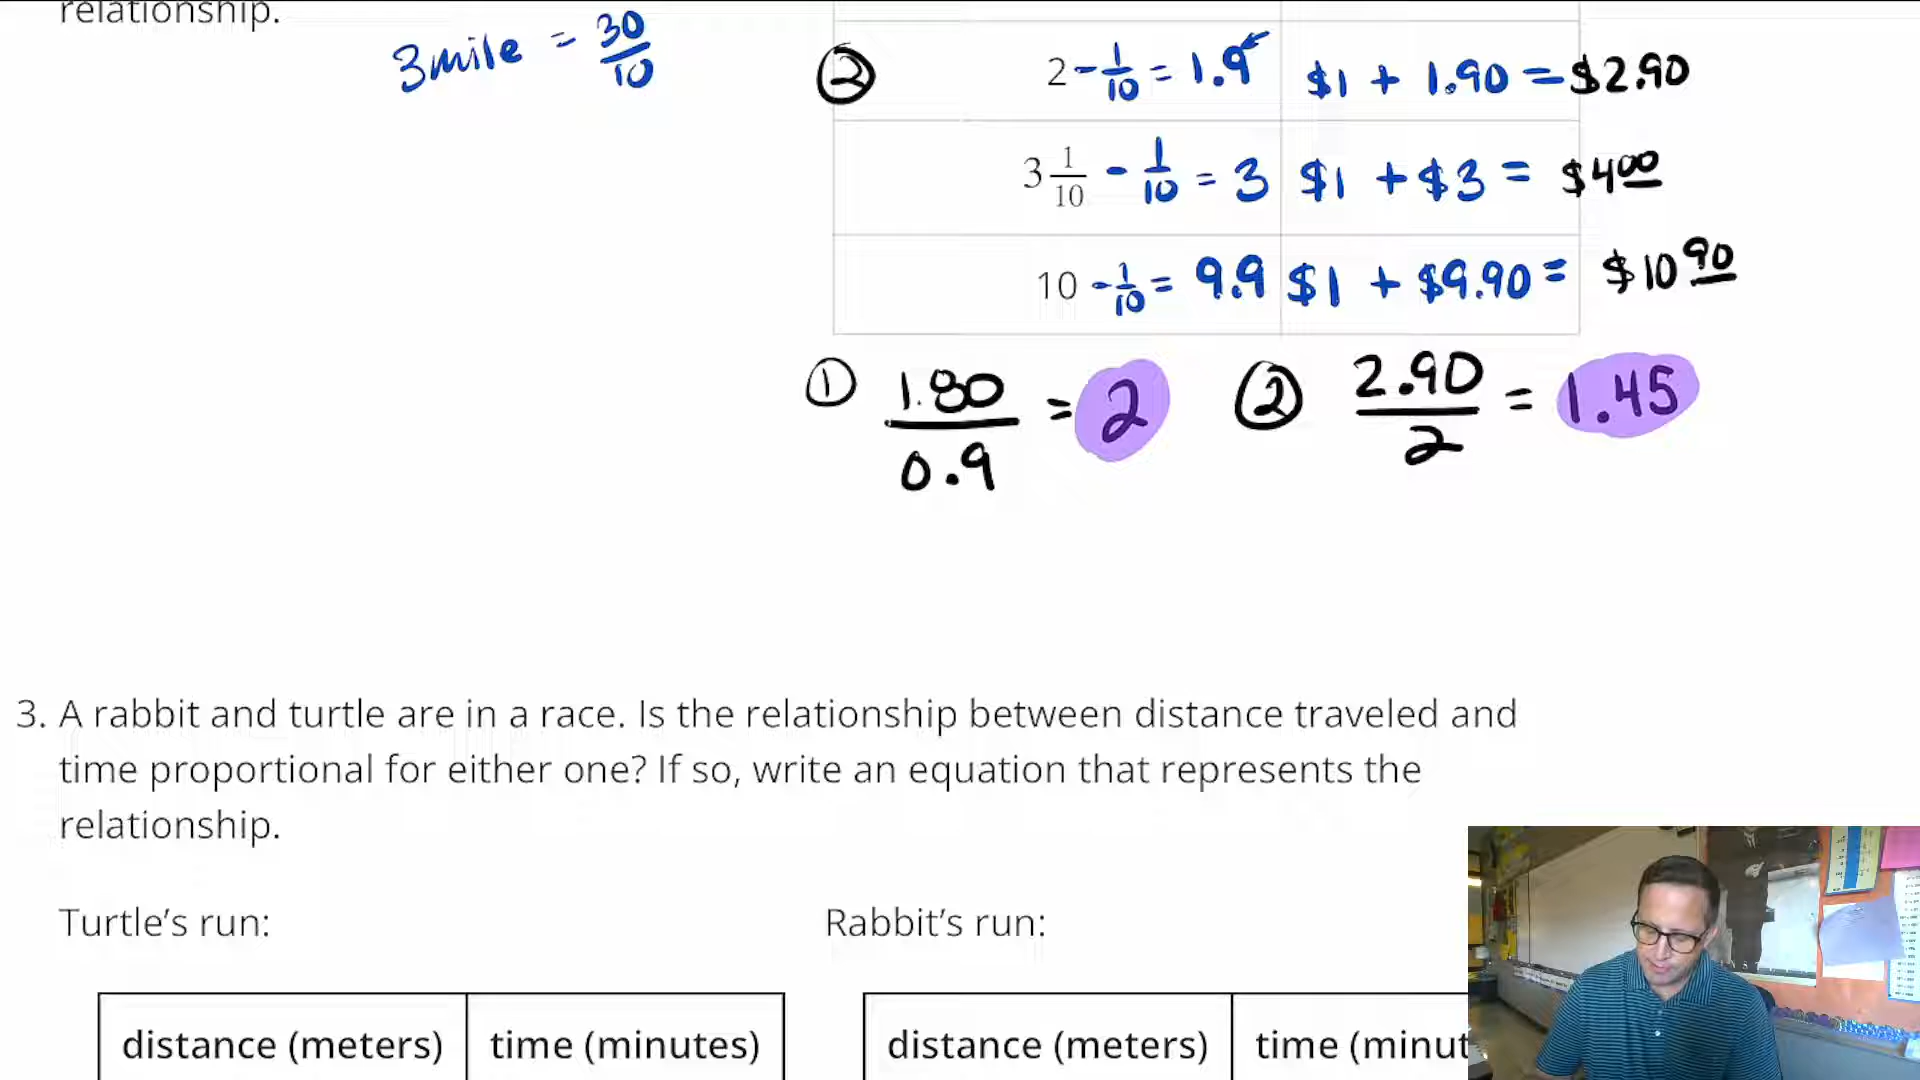 relationship.
3mile = 30/10
② 2 - 1/10 = 1.9 $1 + 1.90 = $2.90
3 1/10 - 1/10 = 3 $1 + $3 = $4.00
10 - 1/10 = 9.9 $1 + $9.90 = $10.90
① 1.80/0.9 = 2 ② 2.90/2 = 1.45
3. A rabbit and turtle are in a race. Is the relationship between distance traveled and
time proportional for either one? If so, write an equation that represents the
relationship.
Turtle’s run: Rabbit’s run:
distance (meters) time (minutes) distance (meters) time (minut